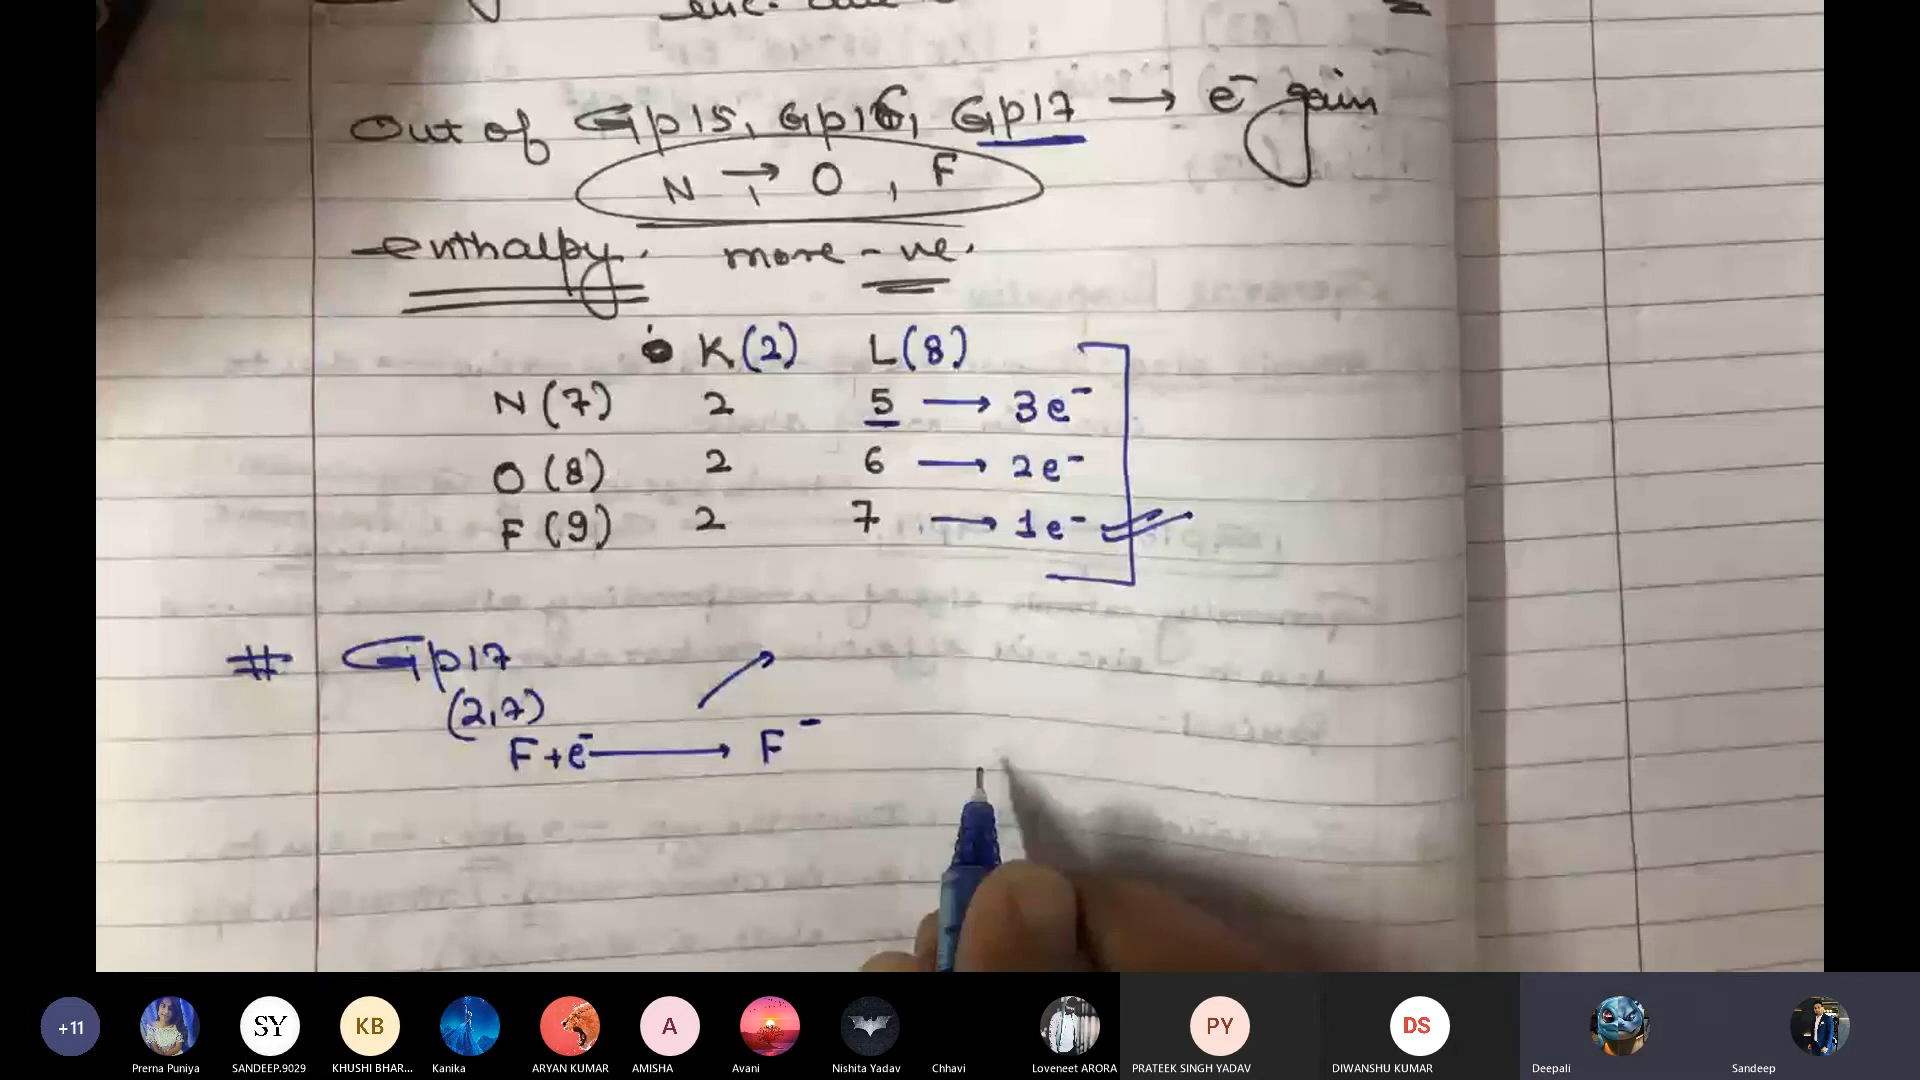 Out of Gp15, Gp16, Gp17 → e⁻ gain
N → , O , F
enthalpy. more -ve.
K(2) L(8)
N (7) 2 5 → 3e⁻
O (8) 2 6 → 2e⁻
F (9) 2 7 → 1e⁻
# Gp17
(2,7)
F+e⁻ → F⁻
+11 SY KB A PY DS
Prerna Puniya SANDEEP.9029 KHUSHI BHAR... Kanika ARYAN KUMAR AMISHA Avani Nishita Yadav Chhavi Loveneet ARORA PRATEEK SINGH YADAV DIWANSHU KUMAR Deepali Sandeep